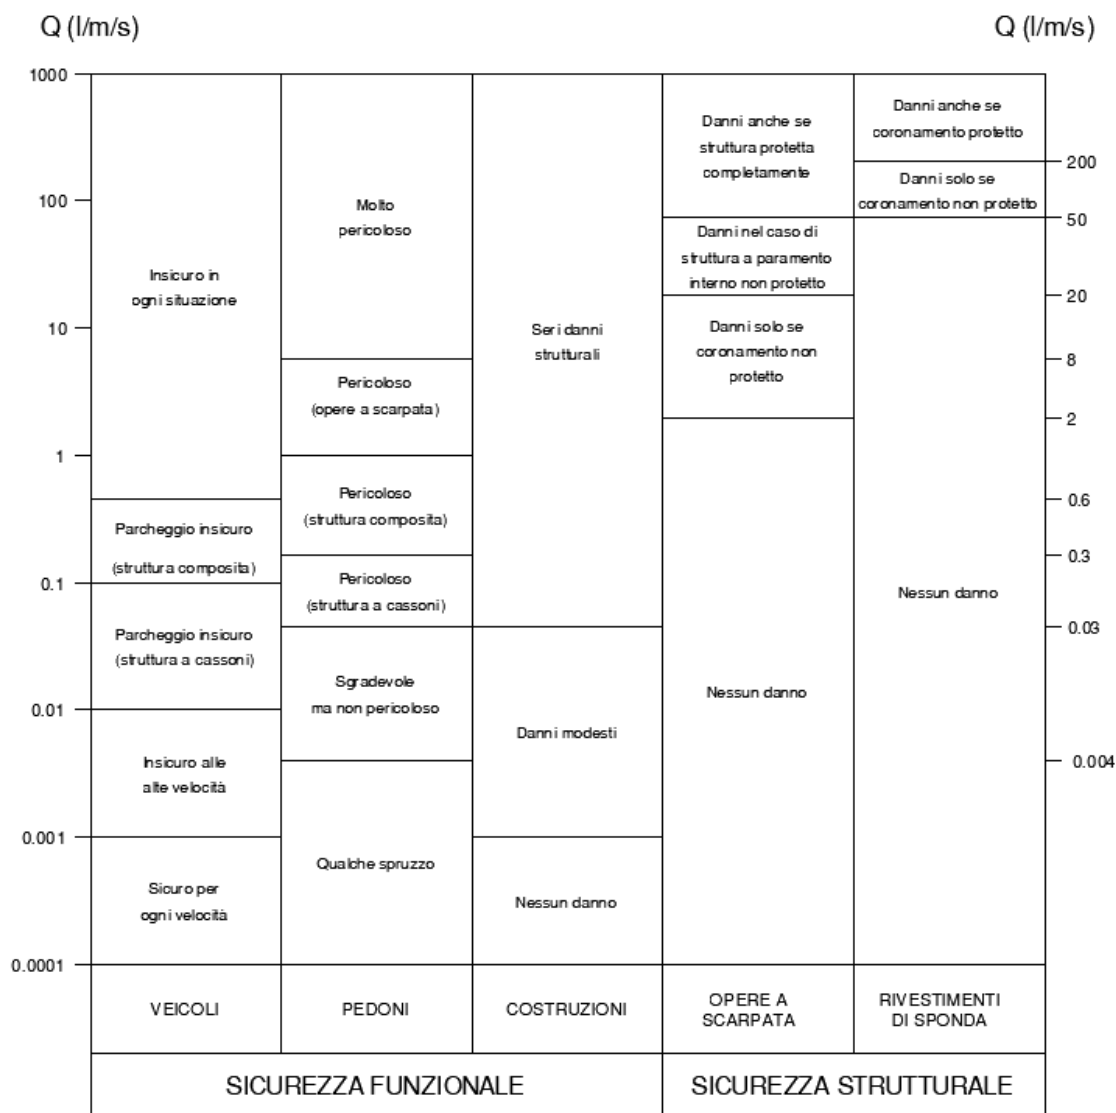 Q (l/m/s)
Q (l/m/s)
1000
100
10
1
0.1
0.01
0.001
0.0001
Insicuro in
ogni situazione
Parcheggio insicuro
(struttura composita)
Parcheggio insicuro
(struttura a cassoni)
Insicuro alle
alte velocità
Sicuro per
ogni velocità
VEICOLI
Molto
pericoloso
Pericoloso
(opere a scarpata)
Pericoloso
(struttura composita)
Pericoloso
(struttura a cassoni)
Sgradevole
ma non pericoloso
Qualche spruzzo
PEDONI
Seri danni
strutturali
Danni modesti
Nessun danno
COSTRUZIONI
Danni anche se
struttura protetta
completamente
Danni nel caso di
struttura a paramento
interno non protetto
Danni solo se
coronamento non
protetto
Nessun danno
OPERE A
SCARPATA
Danni anche se
coronamento protetto
Danni solo se
coronamento non protetto
Nessun danno
RIVESTIMENTI
DI SPONDA
200
50
20
8
2
0.6
0.3
0.03
0.004
SICUREZZA FUNZIONALE
SICUREZZA STRUTTURALE